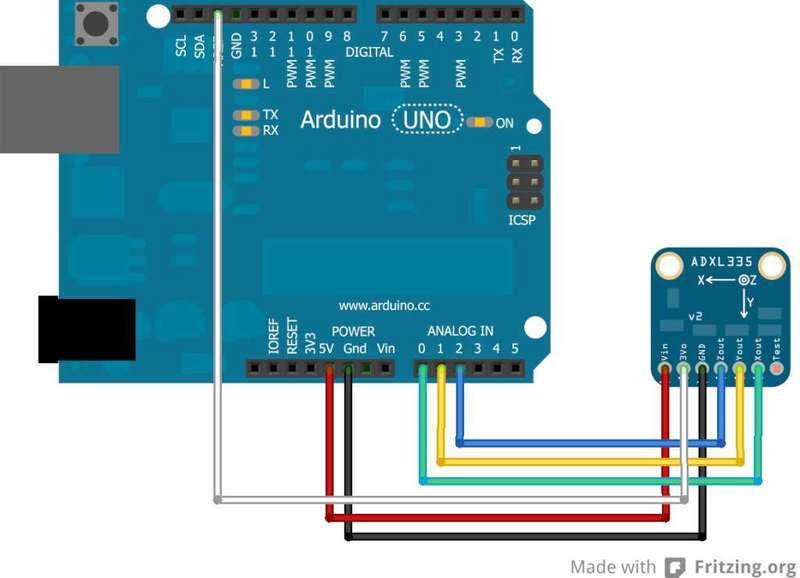 SCL
SDA
GND
13
12
PWM 11
PWM 10
PWM 9
8
DIGITAL
7
PWM 6
PWM 5
4
PWM 3
2
TX 1
RX 0
L
TX
RX
Arduino UNO
ON
1
ICSP
www.arduino.cc
IOREF
RESET
3V3
POWER
5V Gnd Vin
ANALOG IN
0 1 2 3 4 5
ADXL335
X Z
Y
v2
Vin
3Vo
GND
Zout
Yout
Xout
Test
Made with Fritzing.org